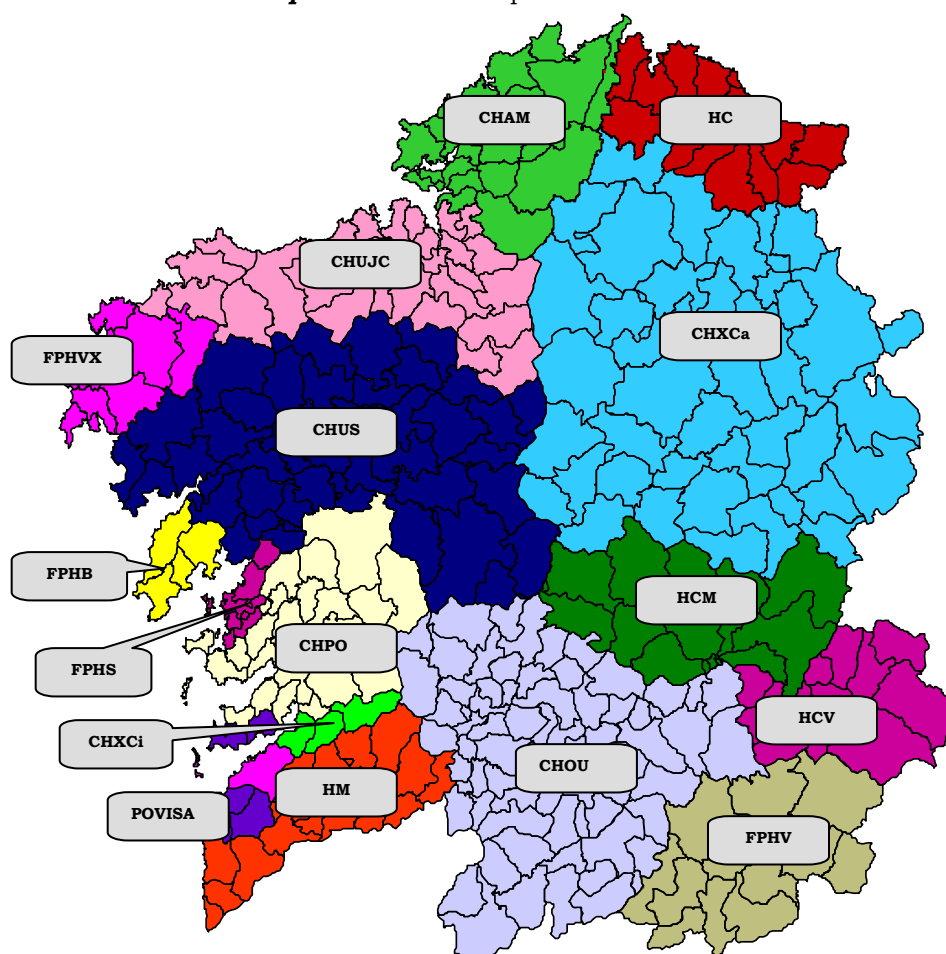 CHAM
HC
CHUJC
CHXCa
FPHVX
CHUS
FPHB
HCM
CHPO
FPHS
HCV
CHXCi
CHOU
HM
POVISA
FPHV